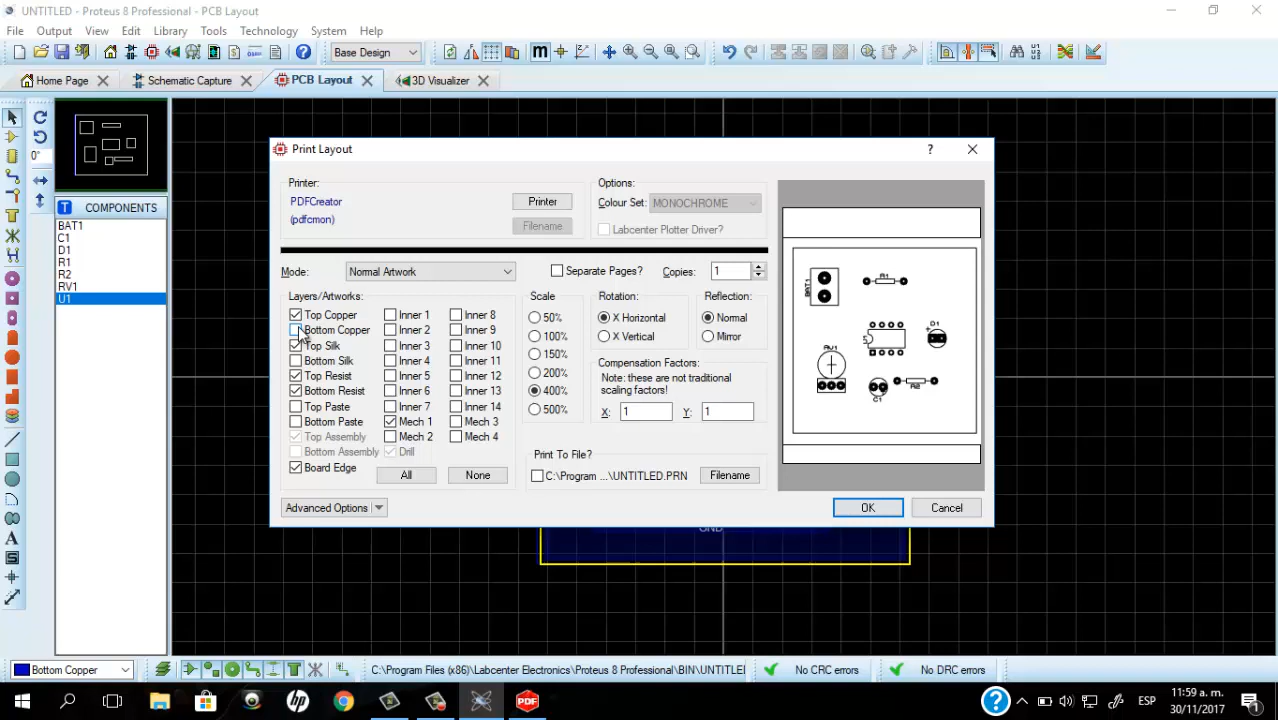 UNTITLED - Proteus 8 Professional - PCB Layout
File Output View Edit Library Tools Technology System Help
Base Design
Home Page Schematic Capture PCB Layout 3D Visualizer
0°
COMPONENTS
BAT1
C1
D1
R1
R2
RV1
U1
Print Layout
Printer:
PDFCreator
(pdfcmon)
Printer
Filename
Options:
Colour Set: MONOCHROME
Labcenter Plotter Driver?
Mode: Normal Artwork
Separate Pages? Copies: 1
Layers/Artworks:
Top Copper Inner 1 Inner 8
Bottom Copper Inner 2 Inner 9
Top Silk Inner 3 Inner 10
Bottom Silk Inner 4 Inner 11
Top Resist Inner 5 Inner 12
Bottom Resist Inner 6 Inner 13
Top Paste Inner 7 Inner 14
Bottom Paste Mech 1 Mech 3
Top Assembly Mech 2 Mech 4
Bottom Assembly Drill
Board Edge All None
Scale
50%
100%
150%
200%
400%
500%
Rotation:
X Horizontal
X Vertical
Reflection:
Normal
Mirror
Compensation Factors:
Note: these are not traditional
scaling factors!
X: 1 Y: 1
Print To File?
C:\Program ...\UNTITLED.PRN Filename
BAT1
R1
D1
RV1
R2
C1
Advanced Options OK Cancel
GND
Bottom Copper C:\Program Files (x86)\Labcenter Electronics\Proteus 8 Professional\BIN\UNTITLE No CRC errors No DRC errors
ESP
11:59 a. m.
30/11/2017